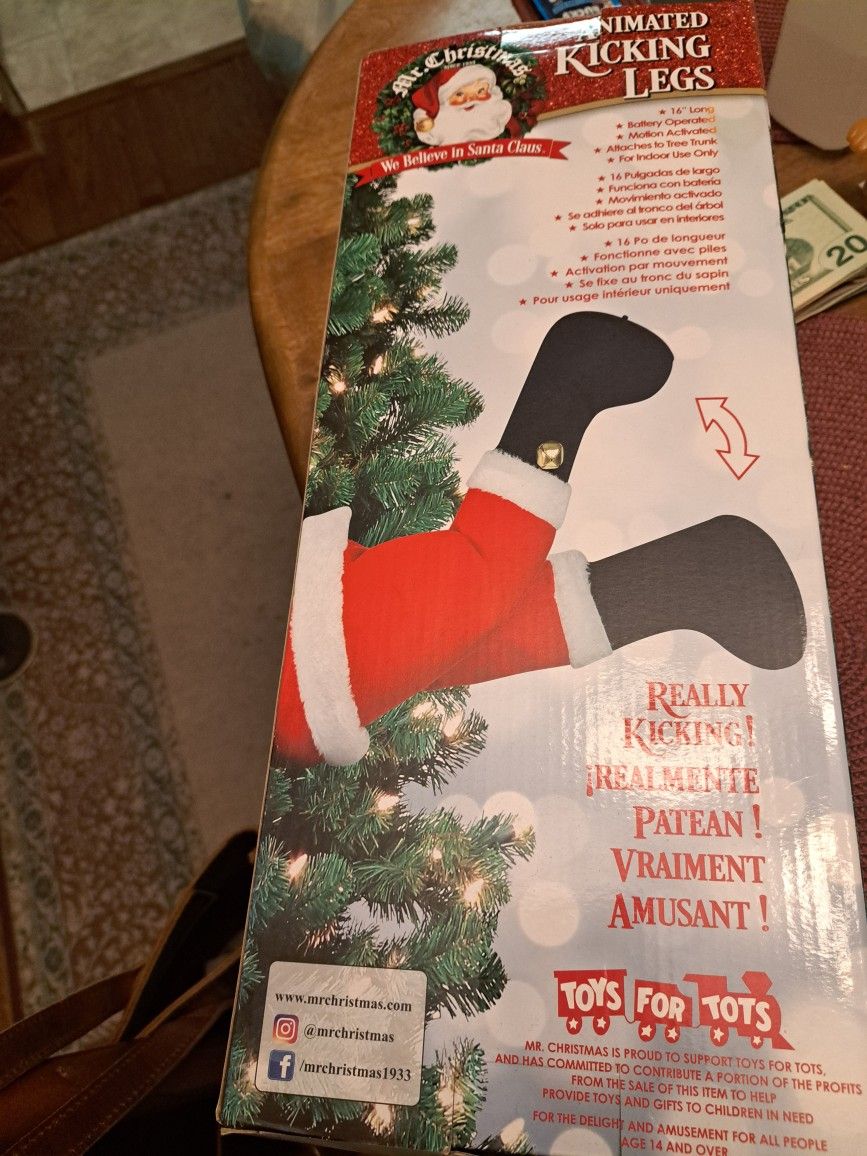 ANIMATED
KICKING
LEGS
Mr. Christmas
SINCE 1933
We Believe in Santa Claus.
★ 16" Long
★ Battery Operated
★ Motion Activated
★ Attaches to Tree Trunk
★ For Indoor Use Only
★ 16 Pulgadas de largo
★ Funciona con batería
★ Movimiento activado
★ Se adhiere al tronco del árbol
★ Solo para usar en interiores
★ 16 Po de longueur
★ Fonctionne avec piles
★ Activation par mouvement
★ Se fixe au tronc du sapin
★ Pour usage intérieur uniquement
20
REALLY
KICKING!
¡REALMENTE
PATEAN !
VRAIMENT
AMUSANT !
www.mrchristmas.com
@mrchristmas
/mrchristmas1933
TOYS FOR TOTS
MR. CHRISTMAS IS PROUD TO SUPPORT TOYS FOR TOTS,
AND HAS COMMITTED TO CONTRIBUTE A PORTION OF THE PROFITS
FROM THE SALE OF THIS ITEM TO HELP
PROVIDE TOYS AND GIFTS TO CHILDREN IN NEED
FOR THE DELIGHT AND AMUSEMENT FOR ALL PEOPLE
AGE 14 AND OVER